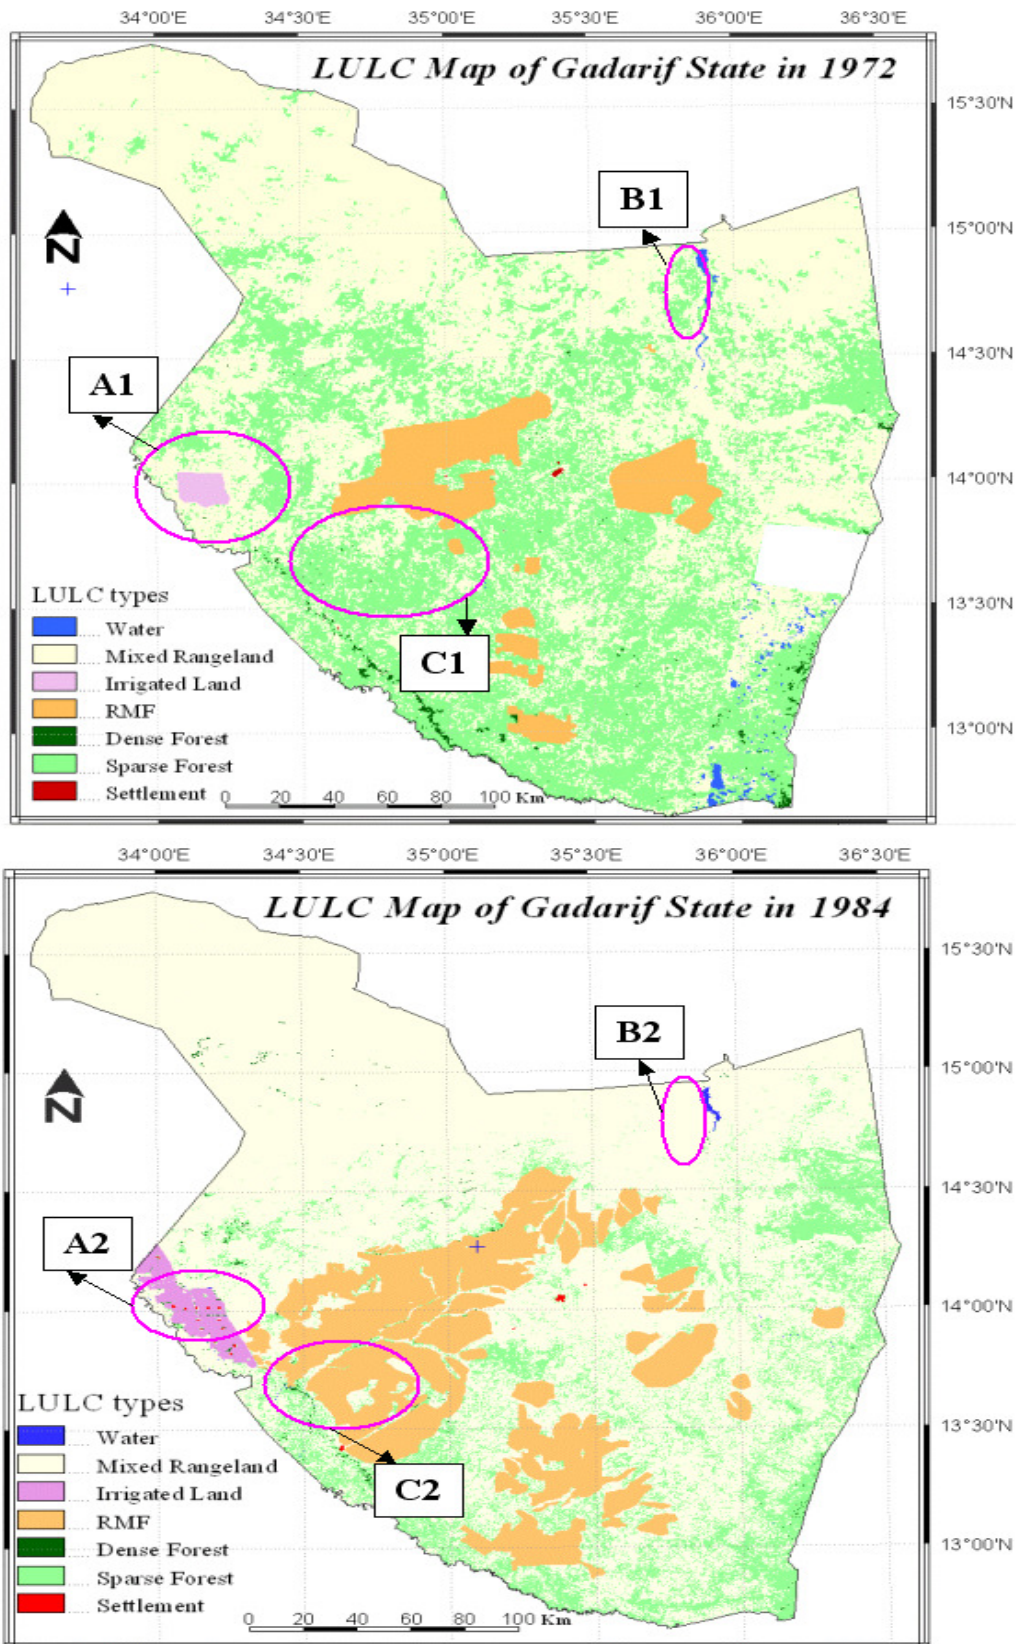 34°00'E 34°30'E 35°00'E 35°30'E 36°00'E 36°30'E
LULC Map of Gadarif State in 1972
15°30'N
B1
15°00'N
N
14°30'N
A1
14°00'N
LULC types
13°30'N
Water
Mixed Rangeland
C1
Irrigated Land
RMF
13°00'N
Dense Forest
Sparse Forest
Settlement
0 20 40 60 80 100 Km
34°00'E 34°30'E 35°00'E 35°30'E 36°00'E 36°30'E
LULC Map of Gadarif State in 1984
15°30'N
B2
15°00'N
N
14°30'N
A2
14°00'N
LULC types
13°30'N
Water
Mixed Rangeland
C2
Irrigated Land
RMF
13°00'N
Dense Forest
Sparse Forest
Settlement
0 20 40 60 80 100 Km